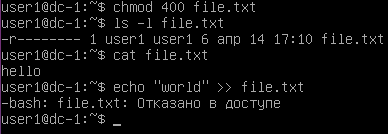 user1@dc-1:~$ chmod 400 file.txt
user1@dc-1:~$ ls -l file.txt
-r-------- 1 user1 user1 6 апр 14 17:10 file.txt
user1@dc-1:~$ cat file.txt
hello
user1@dc-1:~$ echo "world" >> file.txt
-bash: file.txt: Отказано в доступе
user1@dc-1:~$ _